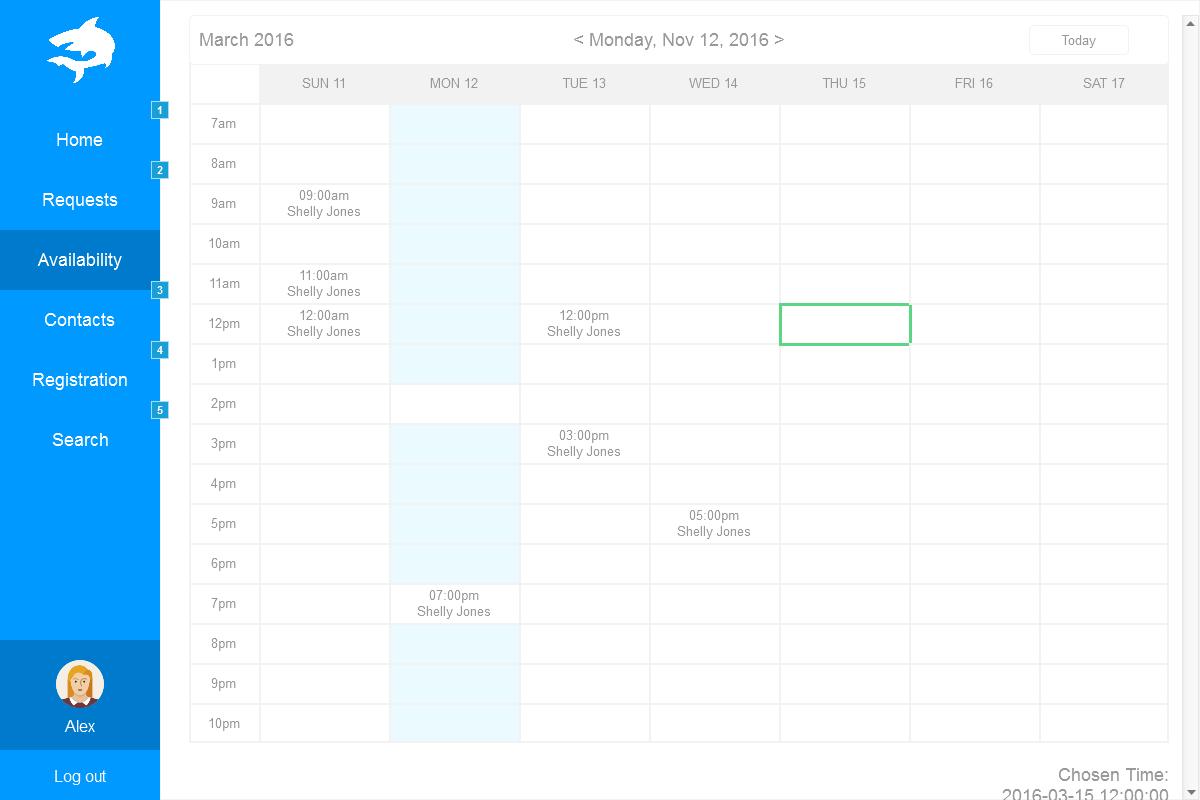 1
Home
2
Requests
Availability
3
Contacts
4
Registration
5
Search
Alex
Log out
March 2016
< Monday, Nov 12, 2016 >
Today
SUN 11 MON 12 TUE 13 WED 14 THU 15 FRI 16 SAT 17
7am
8am
9am
09:00am
Shelly Jones
10am
11am
11:00am
Shelly Jones
12pm
12:00am
Shelly Jones
12:00pm
Shelly Jones
1pm
2pm
3pm
03:00pm
Shelly Jones
4pm
5pm
05:00pm
Shelly Jones
6pm
7pm
07:00pm
Shelly Jones
8pm
9pm
10pm
Chosen Time:
2016-03-15 12:00:00